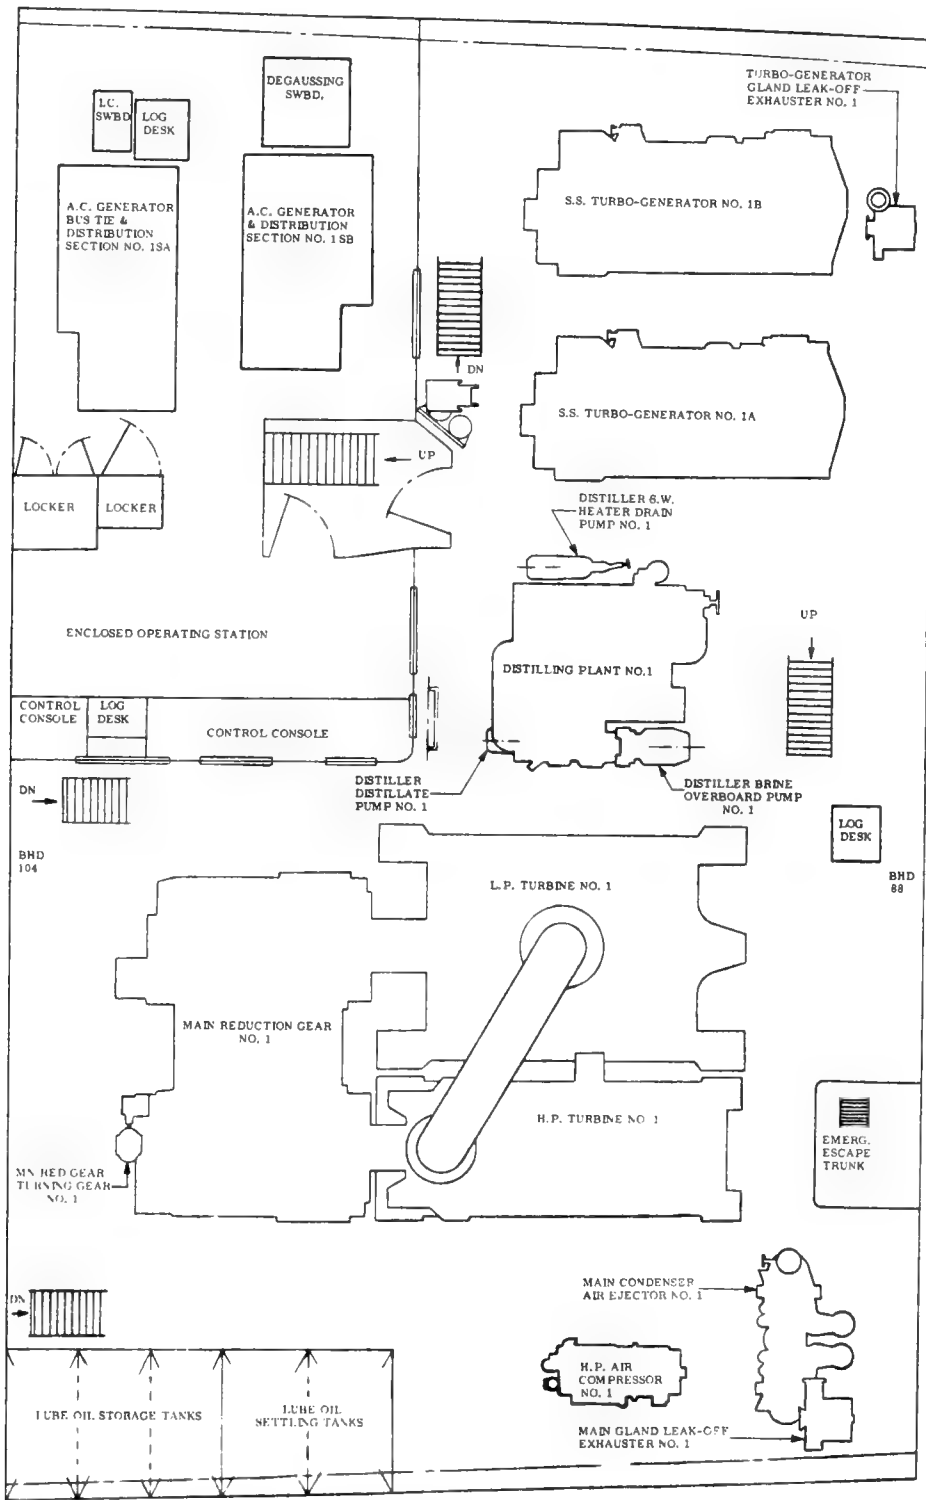 TURBO-GENERATOR
GLAND LEAK-OFF
EXHAUSTER NO. 1
DEGAUSSING
SWBD.
I.C.
SWBD
LOG
DESK
A.C. GENERATOR
BUS TIE &
DISTRIBUTION
SECTION NO. 1SA
A.C. GENERATOR
& DISTRIBUTION
SECTION NO. 1SB
S.S. TURBO-GENERATOR NO. 1B
DN
S.S. TURBO-GENERATOR NO. 1A
UP
LOCKER
LOCKER
DISTILLER S.W.
HEATER DRAIN
PUMP NO. 1
ENCLOSED OPERATING STATION
UP
DISTILLING PLANT NO.1
CONTROL
CONSOLE
LOG
DESK
CONTROL CONSOLE
DN
DISTILLER
DISTILLATE
PUMP NO. 1
DISTILLER BRINE
OVERBOARD PUMP
NO. 1
LOG
DESK
BHD
104
BHD
88
L.P. TURBINE NO. 1
MAIN REDUCTION GEAR
NO. 1
H.P. TURBINE NO. 1
EMERG.
ESCAPE
TRUNK
MN RED GEAR
TURNING GEAR
NO. 1
DN
MAIN CONDENSER
AIR EJECTOR NO. 1
H.P. AIR
COMPRESSOR
NO. 1
LUBE OIL STORAGE TANKS
LUBE OIL
SETTLING TANKS
MAIN GLAND LEAK-OFF
EXHAUSTER NO. 1